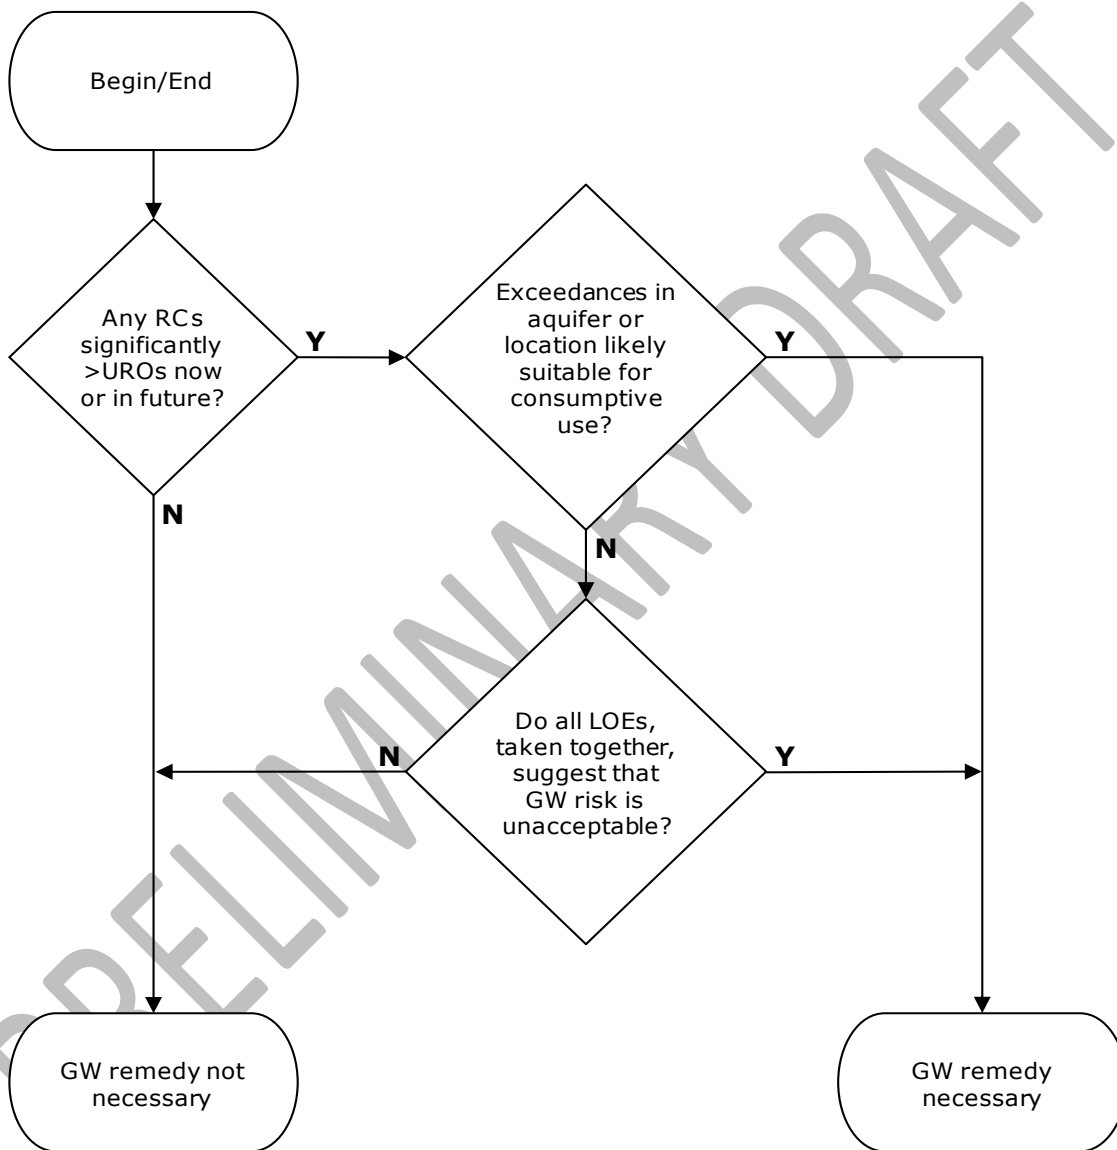 Begin/End
Any RCs
significantly
>UROs now
or in future?
Y
N
Exceedances in
aquifer or
location likely
suitable for
consumptive
use?
Y
N
Do all LOEs,
taken together,
suggest that
GW risk is
unacceptable?
N
Y
GW remedy not
necessary
GW remedy
necessary
PRELIMINARY DRAFT